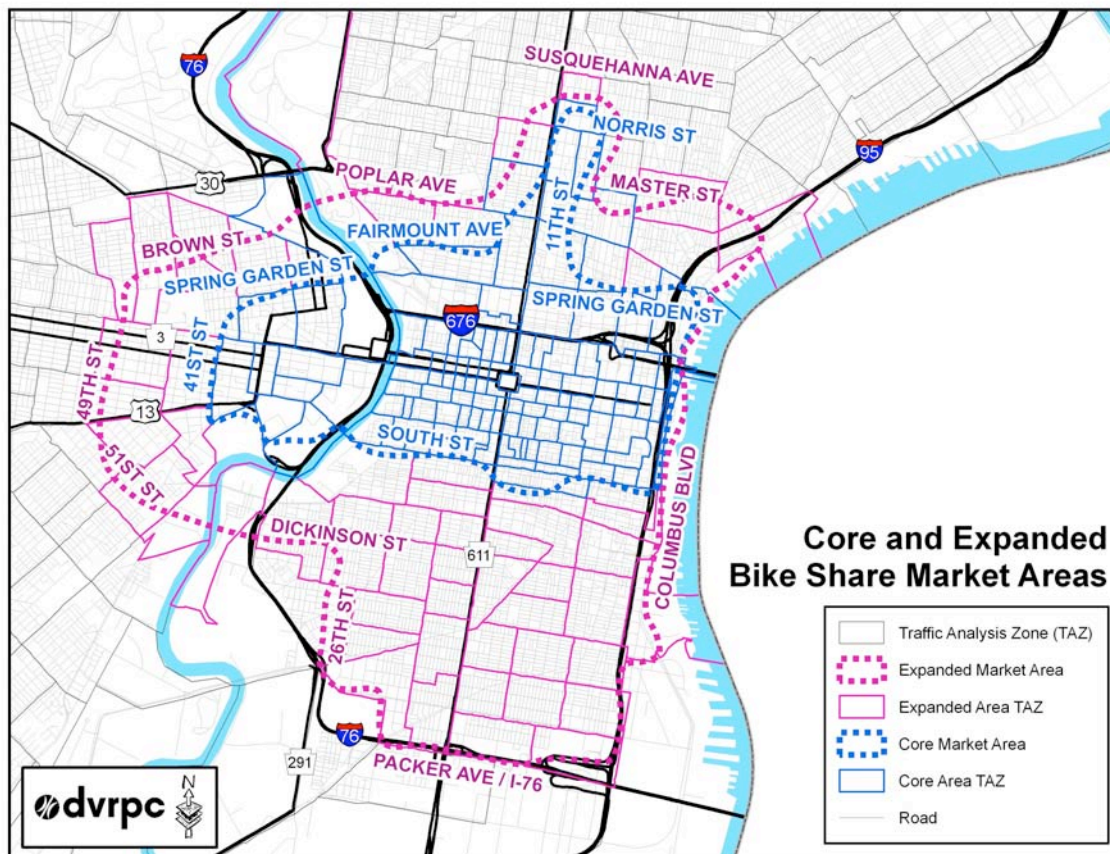 76
SUSQUEHANNA AVE
NORRIS ST
95
30
POPLAR AVE
MASTER ST
11TH ST
BROWN ST
FAIRMOUNT AVE
SPRING GARDEN ST
SPRING GARDEN ST
676
3
41ST ST
49TH ST
13
SOUTH ST
51ST ST
DICKINSON ST
611
COLUMBUS BLVD
26TH ST
76
291
PACKER AVE / I-76
Core and Expanded
Bike Share Market Areas
Traffic Analysis Zone (TAZ)
Expanded Market Area
Expanded Area TAZ
Core Market Area
Core Area TAZ
Road
dvrpc
N